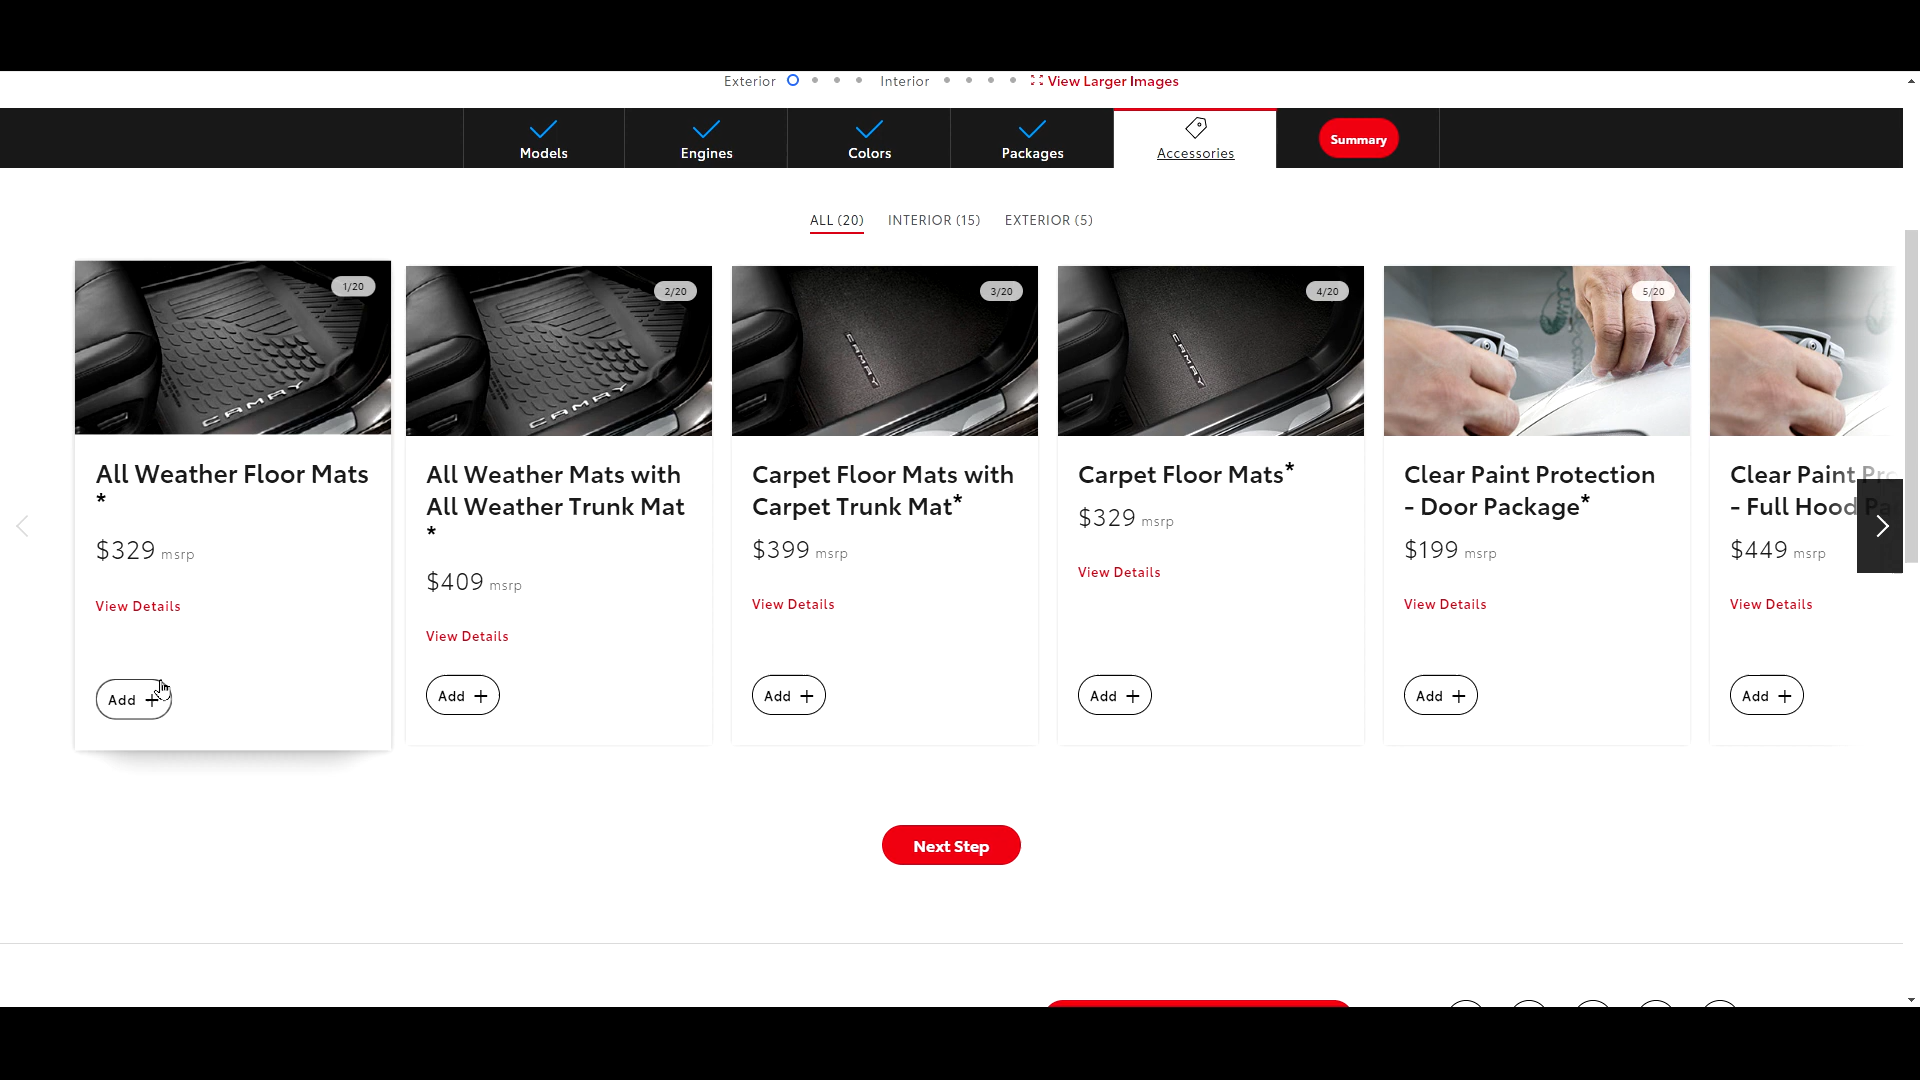 Exterior Interior View Larger Images
Models Engines Colors Packages Accessories Summary
ALL (20) INTERIOR (15) EXTERIOR (5)
1/20
CAMRY
All Weather Floor Mats
*
$329 msrp
View Details
Add +
2/20
CAMRY
All Weather Mats with
All Weather Trunk Mat
*
$409 msrp
View Details
Add +
3/20
CAMRY
Carpet Floor Mats with
Carpet Trunk Mat*
$399 msrp
View Details
Add +
4/20
CAMRY
Carpet Floor Mats*
$329 msrp
View Details
Add +
5/20
Clear Paint Protection
- Door Package*
$199 msrp
View Details
Add +
Clear Paint
- Full Hood
$449 msrp
View Details
Add +
Next Step